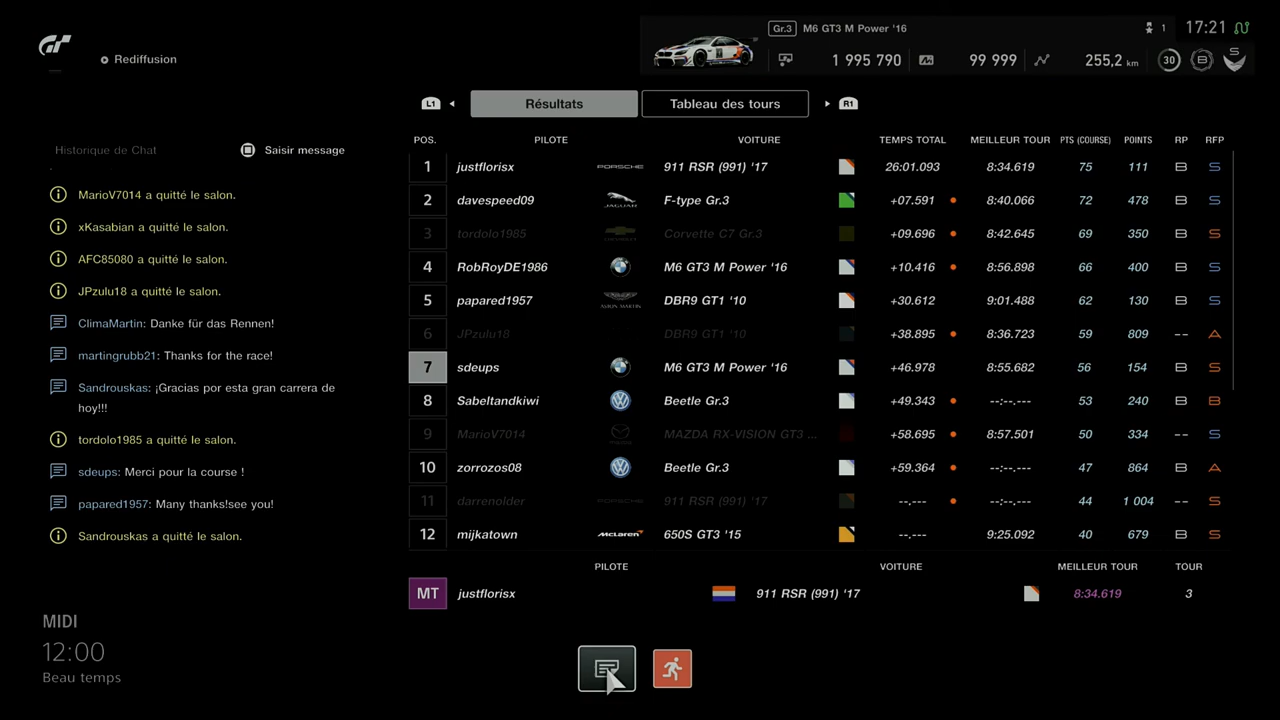 Gr.3 M6 GT3 M Power '16
1
17:21
Rediffusion
1 995 790
99 999
255,2 km
30
B
S
L1 Résultats Tableau des tours R1
Historique de Chat Saisir message
MarioV7014 a quitté le salon.
xKasabian a quitté le salon.
AFC85080 a quitté le salon.
JPzulu18 a quitté le salon.
ClimaMartin: Danke für das Rennen!
martingrubb21: Thanks for the race!
Sandrouskas: ¡Gracias por esta gran carrera de
hoy!!!
tordolo1985 a quitté le salon.
sdeups: Merci pour la course !
papared1957: Many thanks!see you!
Sandrouskas a quitté le salon.
POS. PILOTE VOITURE TEMPS TOTAL MEILLEUR TOUR PTS (COURSE) POINTS RP RFP
1 justflorisx PORSCHE 911 RSR (991) '17 26:01.093 8:34.619 75 111 B S
2 davespeed09 JAGUAR F-type Gr.3 +07.591 8:40.066 72 478 B S
3 tordolo1985 CHEVROLET Corvette C7 Gr.3 +09.696 8:42.645 69 350 B S
4 RobRoyDE1986 M6 GT3 M Power '16 +10.416 8:56.898 66 400 B S
5 papared1957 ASTON MARTIN DBR9 GT1 '10 +30.612 9:01.488 62 130 B S
6 JPzulu18 DBR9 GT1 '10 +38.895 8:36.723 59 809 -- A
7 sdeups M6 GT3 M Power '16 +46.978 8:55.682 56 154 B S
8 Sabeltandkiwi Beetle Gr.3 +49.343 --:--.--- 53 240 B B
9 MarioV7014 MAZDA RX-VISION GT3 ... +58.695 8:57.501 50 334 -- S
10 zorrozos08 Beetle Gr.3 +59.364 --:--.--- 47 864 B A
11 darrenolder PORSCHE 911 RSR (991) '17 --.--- --:--.--- 44 1 004 -- S
12 mijkatown McLaren 650S GT3 '15 --.--- 9:25.092 40 679 B S
PILOTE VOITURE MEILLEUR TOUR TOUR
MT justflorisx 911 RSR (991) '17 8:34.619 3
MIDI
12:00
Beau temps